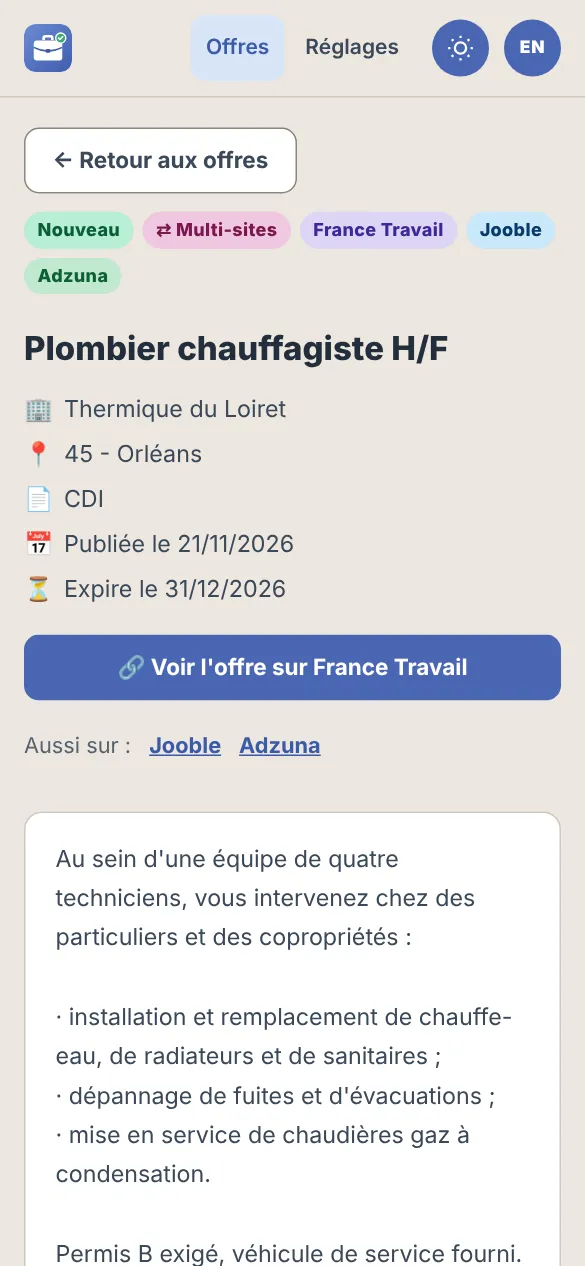 Offres Réglages EN
← Retour aux offres
Nouveau ⇄ Multi-sites France Travail Jooble
Adzuna
Plombier chauffagiste H/F
Thermique du Loiret
45 - Orléans
CDI
Publiée le 21/11/2026
Expire le 31/12/2026
Voir l'offre sur France Travail
Aussi sur : Jooble Adzuna
Au sein d'une équipe de quatre
techniciens, vous intervenez chez des
particuliers et des copropriétés :
· installation et remplacement de chauffe-
eau, de radiateurs et de sanitaires ;
· dépannage de fuites et d'évacuations ;
· mise en service de chaudières gaz à
condensation.
Permis B exigé, véhicule de service fourni.